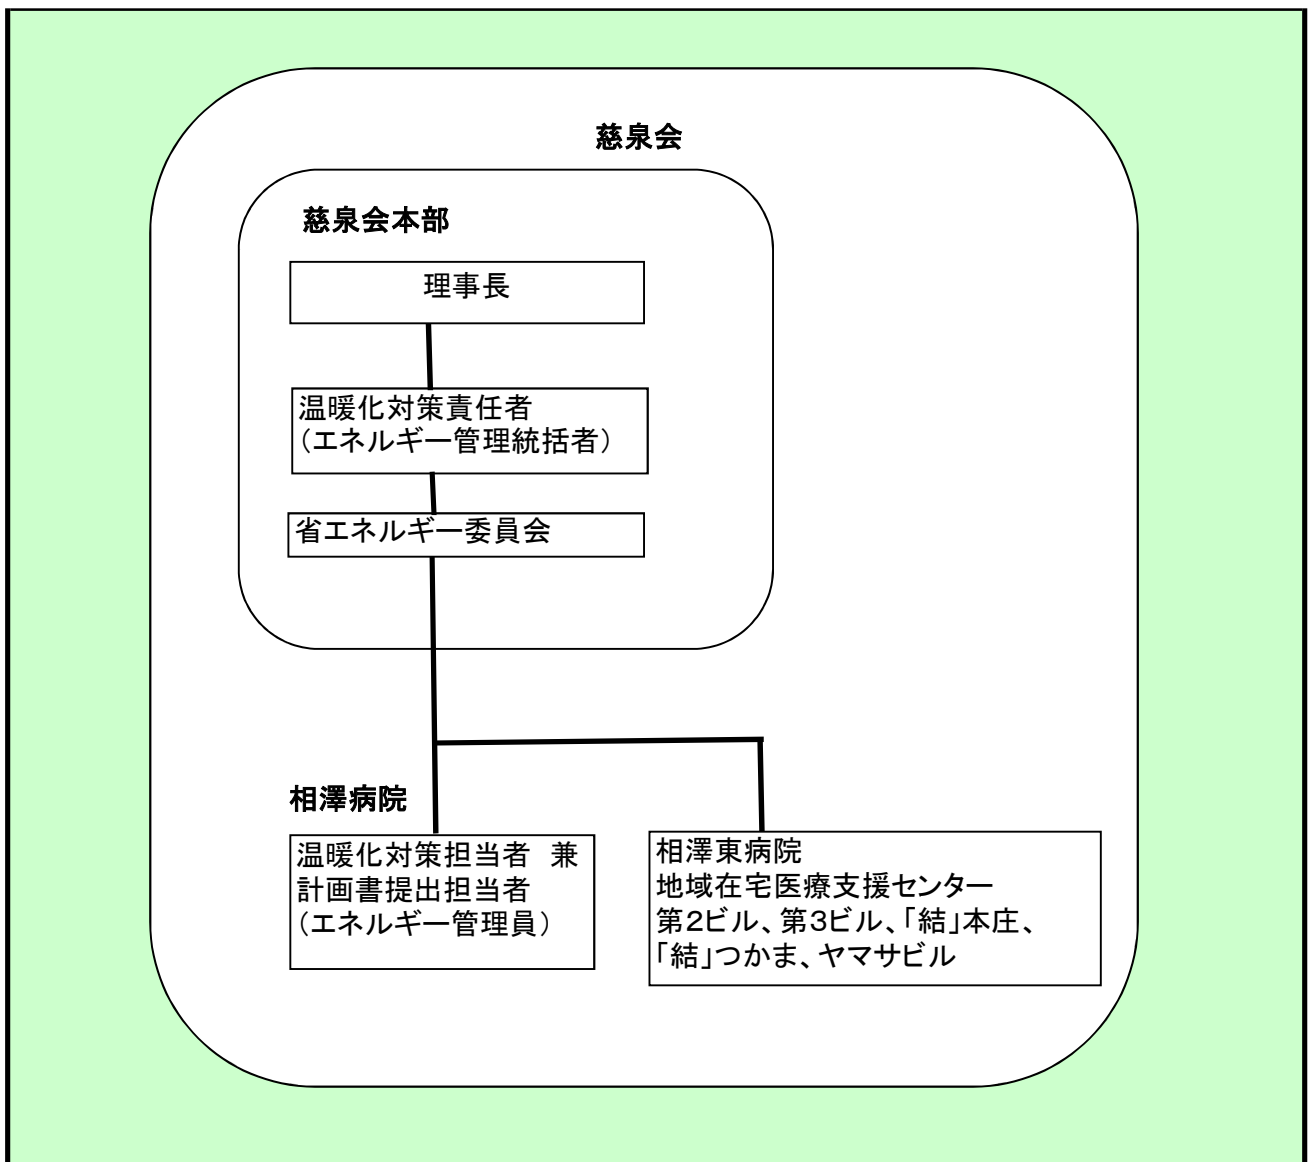 慈泉会
慈泉会本部
理事長
温暖化対策責任者
（エネルギー管理統括者）
省エネルギー委員会
相澤病院
温暖化対策担当者　兼
計画書提出担当者
（エネルギー管理員）
相澤東病院
地域在宅医療支援センター
第2ビル、第3ビル、「結」本庄、
「結」つかま、ヤマサビル